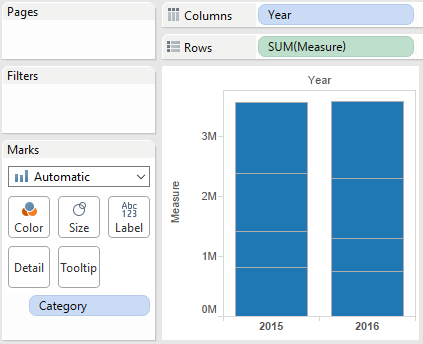 Pages
Columns
Year
Rows
SUM(Measure)
Filters
Marks
Automatic
Color
Size
Abc
123
Label
Detail
Tooltip
Category
Year
Measure
3M
2M
1M
0M
2015
2016